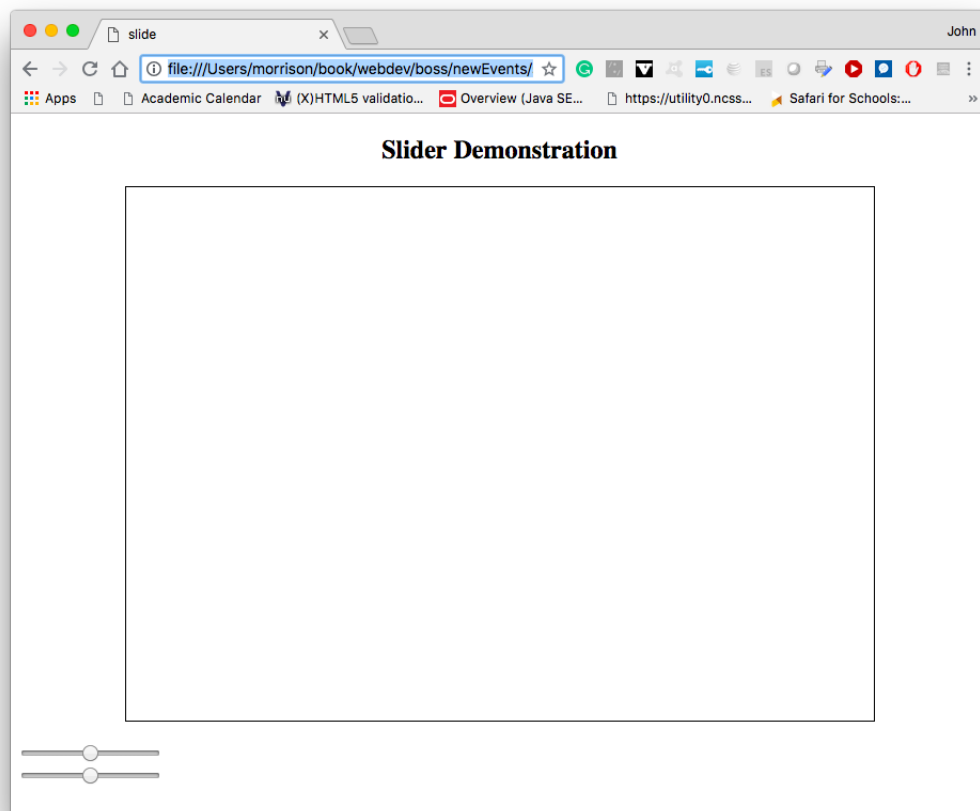 slide
John
file:///Users/morrison/book/webdev/boss/newEvents/
Apps
Academic Calendar
(X)HTML5 validatio...
Overview (Java SE...
https://utility0.ncss...
Safari for Schools:...
»
Slider Demonstration